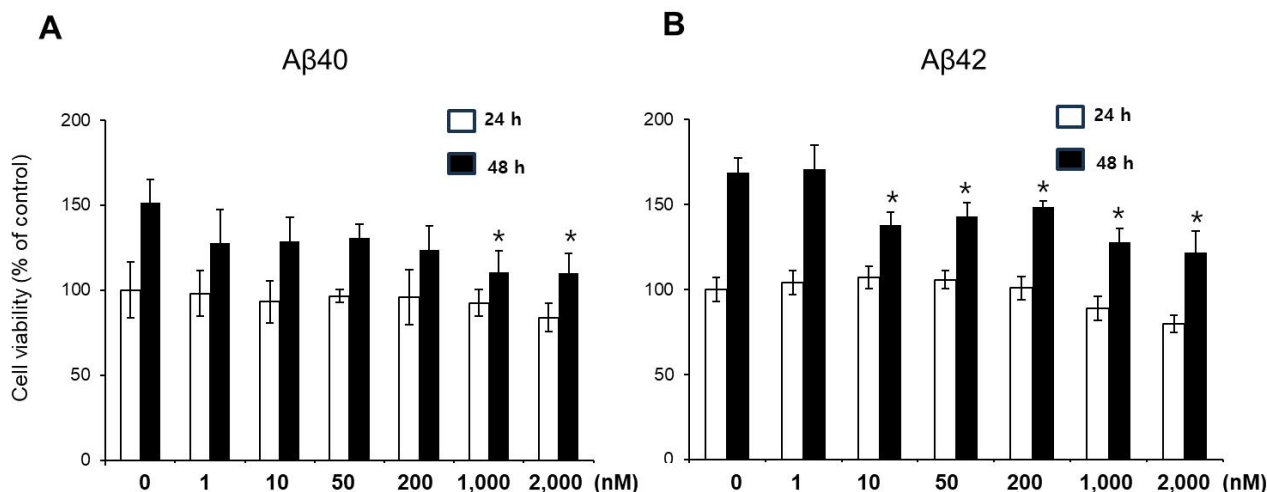 A
Aβ40
24 h
48 h
Cell viability (% of control)
200
150
100
50
0
0 1 10 50 200 1,000 2,000 (nM)
* *
B
Aβ42
24 h
48 h
200
150
100
50
0
0 1 10 50 200 1,000 2,000 (nM)
* * * * *